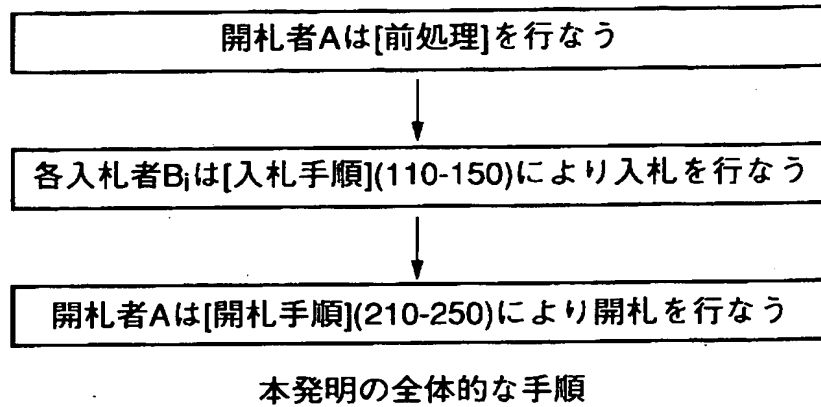 開札者Aは[前処理]を行なう
各入札者Biは[入札手順](110-150)により入札を行なう
開札者Aは[開札手順](210-250)により開札を行なう
本発明の全体的な手順